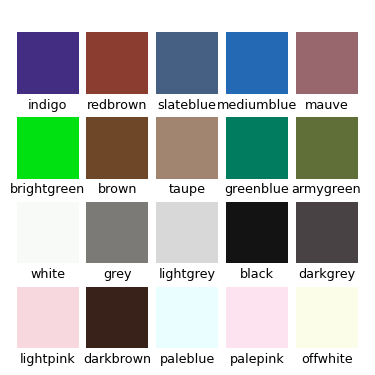 indigo redbrown slateblue mediumblue mauve
brightgreen brown taupe greenblue armygreen
white grey lightgrey black darkgrey
lightpink darkbrown paleblue palepink offwhite